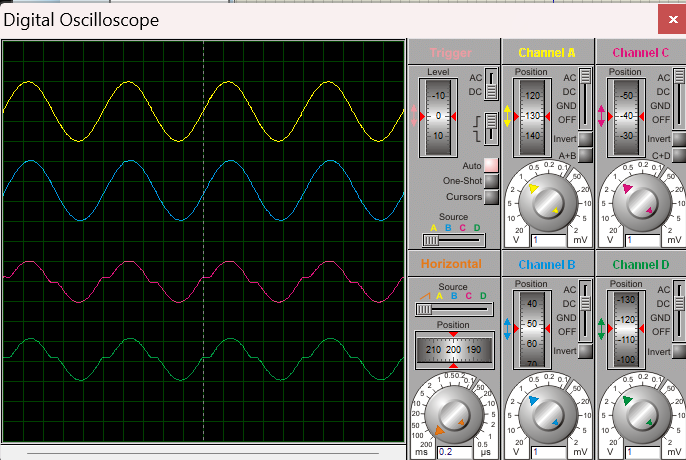 Digital Oscilloscope
×
Trigger
Level
-10
0
10
AC
DC
Auto
One-Shot
Cursors
Source
A B C D
Channel A
Position
120
130
140
AC
DC
GND
OFF
Invert
A+B
20 10 5 2 1 0.5 0.2 0.1 50 20 10 5 2
V 1 mV
Channel C
Position
-50
-40
-30
AC
DC
GND
OFF
Invert
C+D
20 10 5 2 1 0.5 0.2 0.1 50 20 10 5 2
V 1 mV
Horizontal
Source
A B C D
Position
210 200 190
200 100 50 20 10 5 2 1 0.5 0.2 0.1 50 20 10 5 2 1 0.5
ms 0.2 µs
Channel B
Position
40
50
60
70
AC
DC
GND
OFF
Invert
20 10 5 2 1 0.5 0.2 0.1 50 20 10 5 2
V 1 mV
Channel D
Position
-130
-120
-110
-100
AC
DC
GND
OFF
Invert
20 10 5 2 1 0.5 0.2 0.1 50 20 10 5 2
V 1 mV